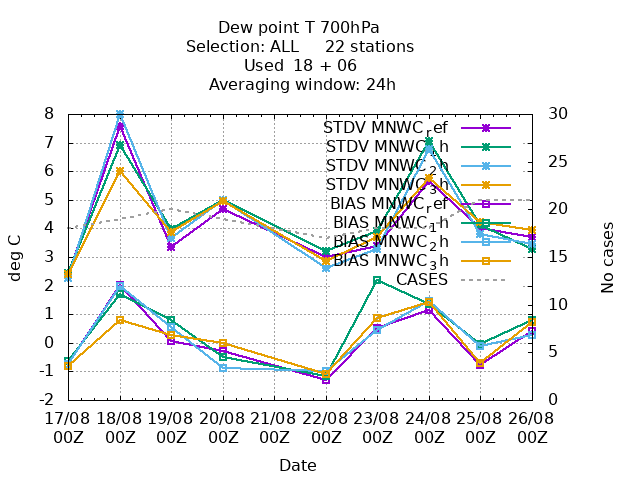 Dew point T 700hPa
Selection: ALL 22 stations
Used 18 + 06
Averaging window: 24h
deg C
No cases
8
7
6
5
4
3
2
1
0
-1
-2
30
25
20
15
10
5
0
STDV MNWC_ref
STDV MNWC_1h
STDV MNWC_2h
STDV MNWC_3h
BIAS MNWC_ref
BIAS MNWC_1h
BIAS MNWC_2h
BIAS MNWC_3h
CASES
17/08 18/08 19/08 20/08 21/08 22/08 23/08 24/08 25/08 26/08
00Z 00Z 00Z 00Z 00Z 00Z 00Z 00Z 00Z 00Z
Date